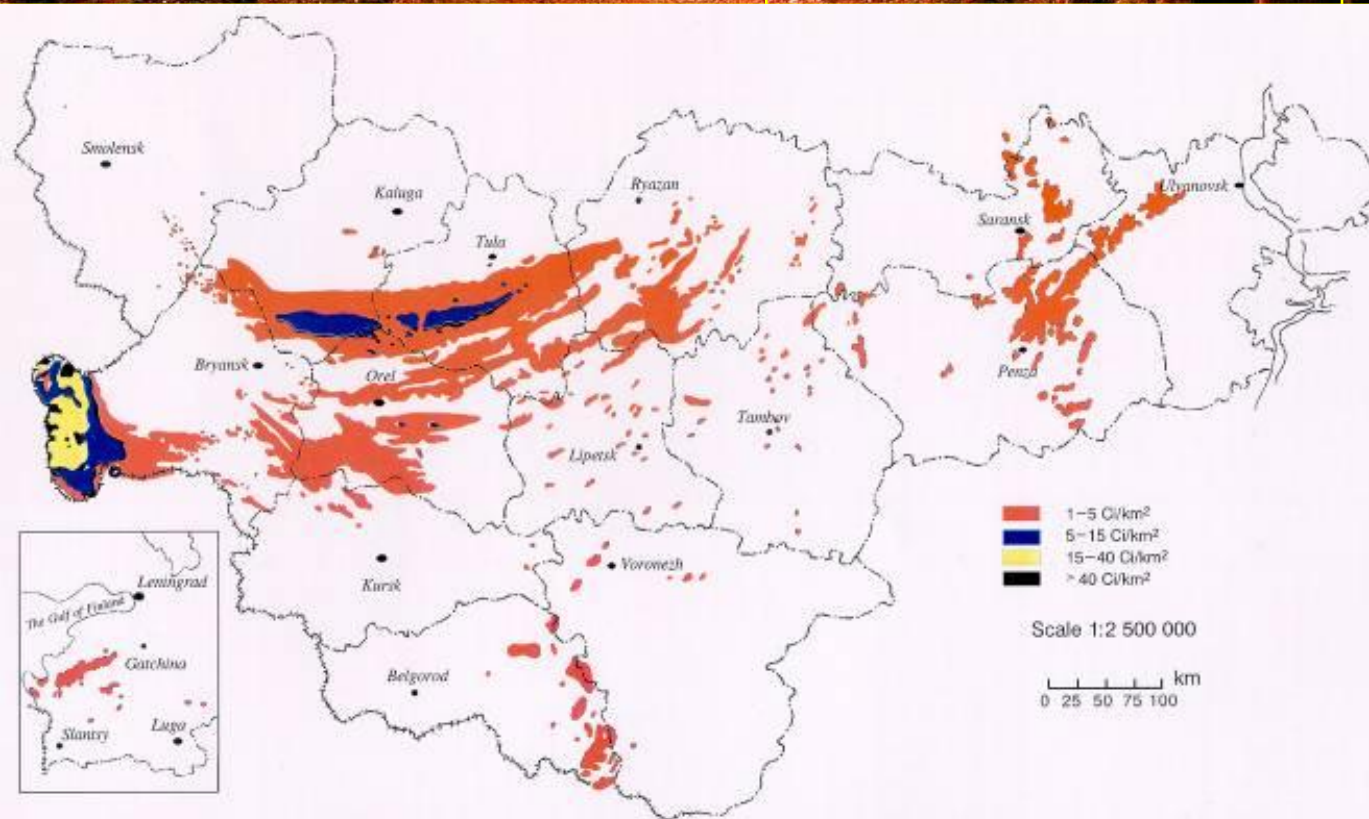 Smolensk
Kaluga
Ryazan
Ulyanovsk
Saransk
Tula
Bryansk
Orel
Penza
Tambov
Lipetsk
1–5 Ci/km²
5–15 Ci/km²
15–40 Ci/km²
>40 Ci/km²
Kursk
Voronezh
Leningrad
The Gulf of Finland
Gatchina
Luga
Slantsy
Belgorod
Scale 1:2 500 000
km
0 25 50 75 100